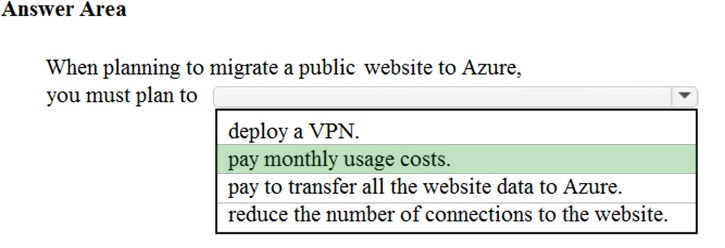 Answer Area
When planning to migrate a public website to Azure,
you must plan to
deploy a VPN.
pay monthly usage costs.
pay to transfer all the website data to Azure.
reduce the number of connections to the website.